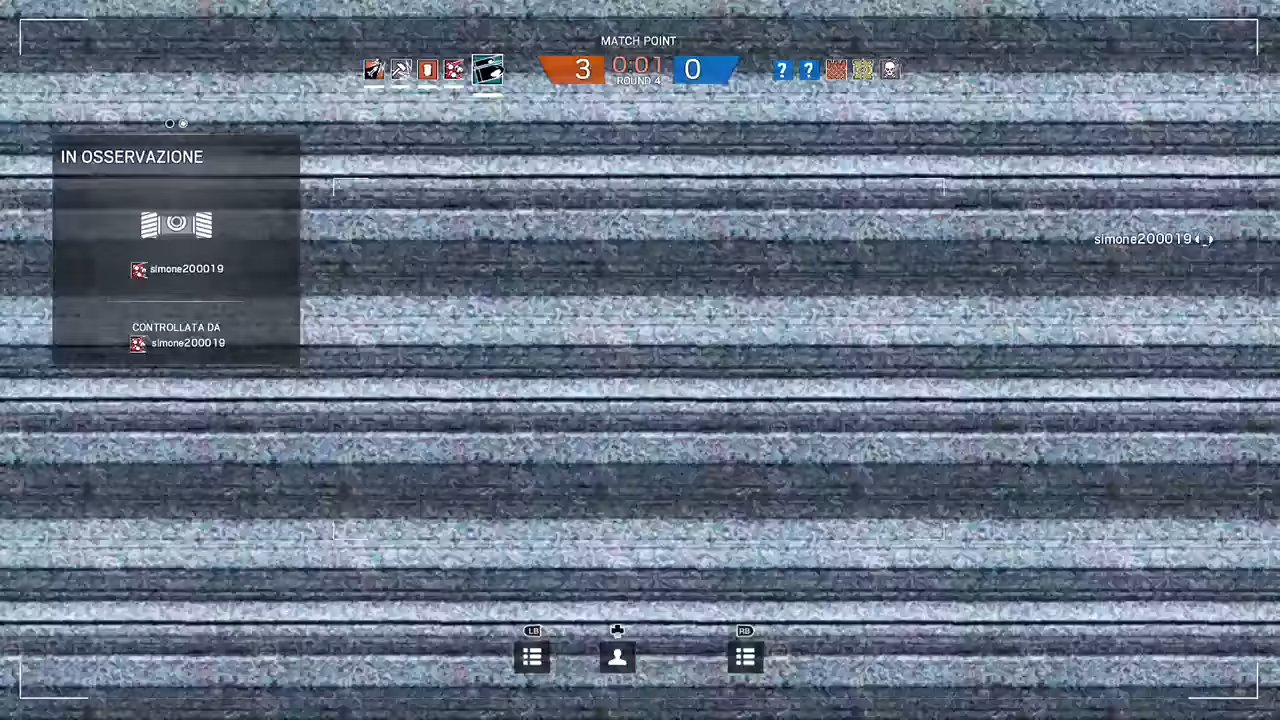 MATCH POINT
3 0:01 0
ROUND 4
? ?
IN OSSERVAZIONE
simone200019
simone200019
CONTROLLATA DA
simone200019
LB RB